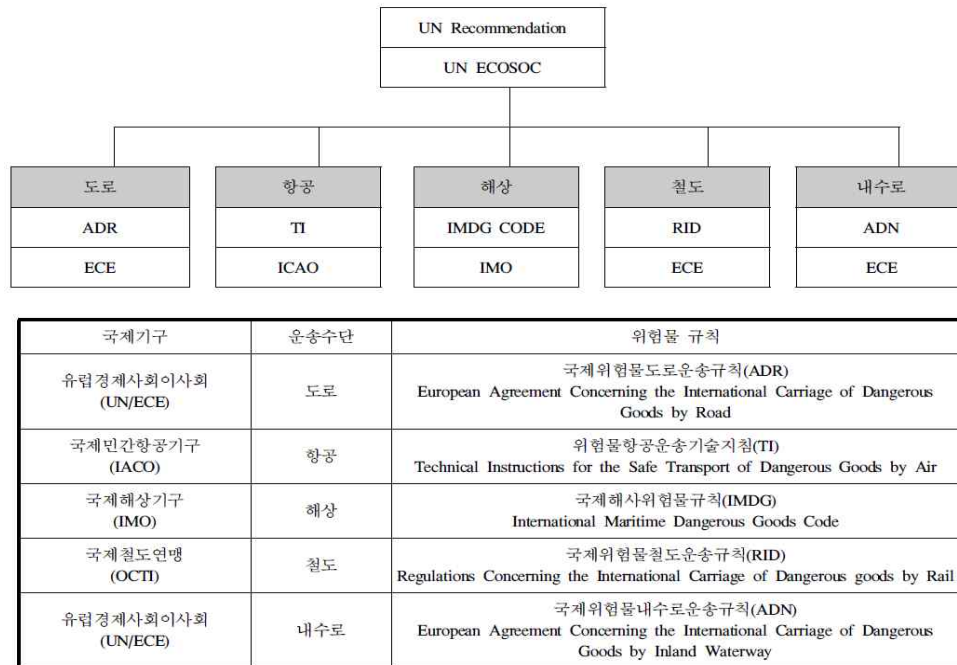 UN Recommendation
UN ECOSOC
도로
항공
해상
철도
내수로
ADR
TI
IMDG CODE
RID
ADN
ECE
ICAO
IMO
ECE
ECE
국제기구
운송수단
위험물 규칙
유럽경제사회이사회
(UN/ECE)
도로
국제위험물도로운송규칙(ADR)
European Agreement Concerning the International Carriage of Dangerous
Goods by Road
국제민간항공기구
(IACO)
항공
위험물항공운송기술지침(TI)
Technical Instructions for the Safe Transport of Dangerous Goods by Air
국제해상기구
(IMO)
해상
국제해사위험물규칙(IMDG)
International Maritime Dangerous Goods Code
국제철도연맹
(OCTI)
철도
국제위험물철도운송규칙(RID)
Regulations Concerning the International Carriage of Dangerous goods by Rail
유럽경제사회이사회
(UN/ECE)
내수로
국제위험물내수로운송규칙(ADN)
European Agreement Concerning the International Carriage of Dangerous
Goods by Inland Waterway